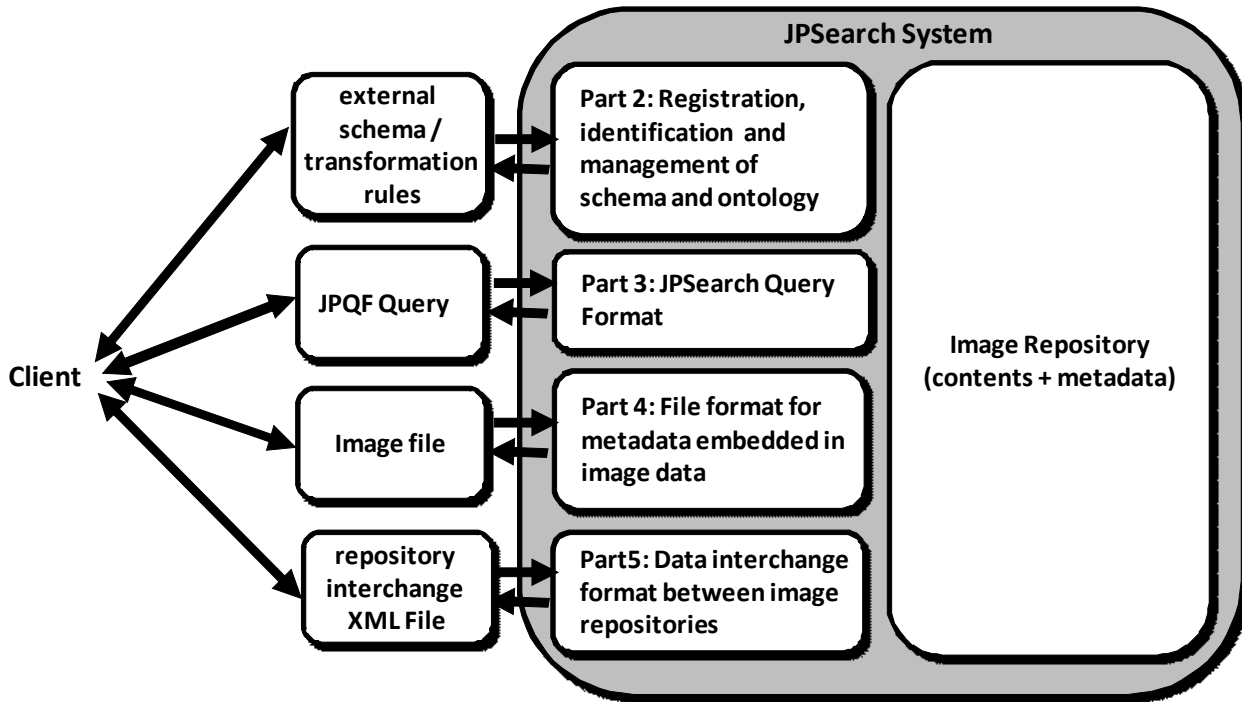 JPSearch System
external
schema /
transformation
rules
Part 2: Registration,
identification and
management of
schema and ontology
JPQF Query
Part 3: JPSearch Query
Format
Image Repository
(contents + metadata)
Client
Image file
Part 4: File format for
metadata embedded in
image data
repository
interchange
XML File
Part5: Data interchange
format between image
repositories